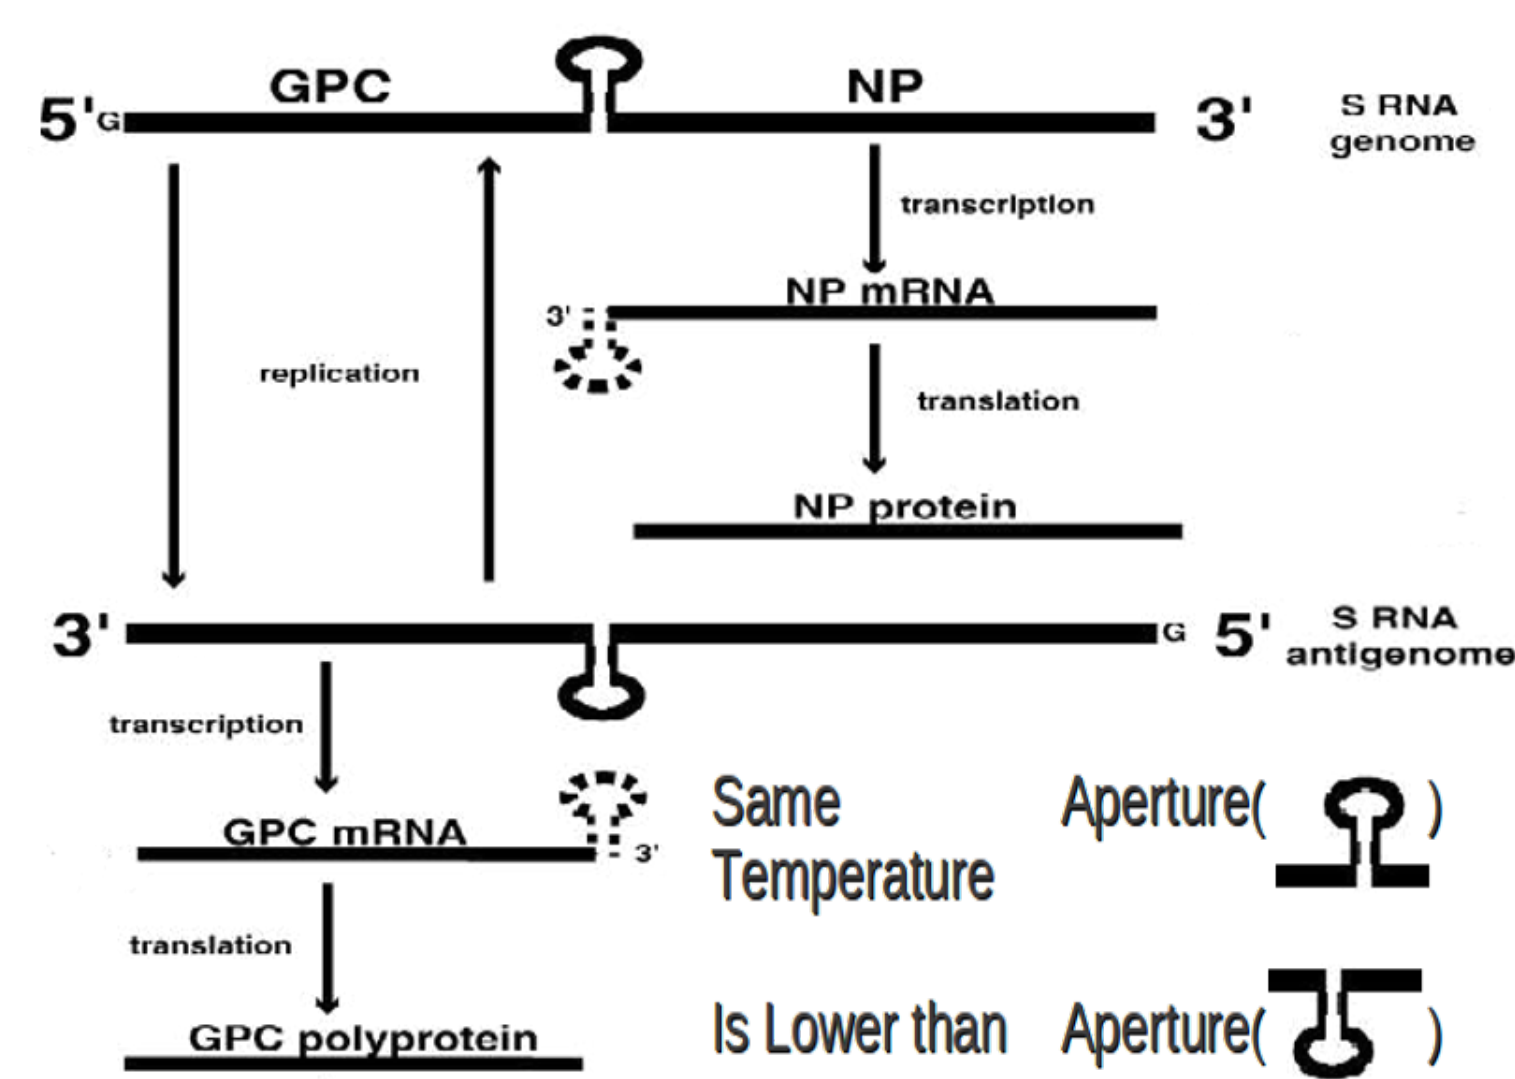 GPC
NP
5'G
3'
S RNA
genome
transcription
NP mRNA
3'
replication
translation
NP protein
3'
G 5'
S RNA
antigenome
transcription
GPC mRNA
3'
translation
GPC polyprotein
Same Aperture( )
Temperature
Is Lower than Aperture( )